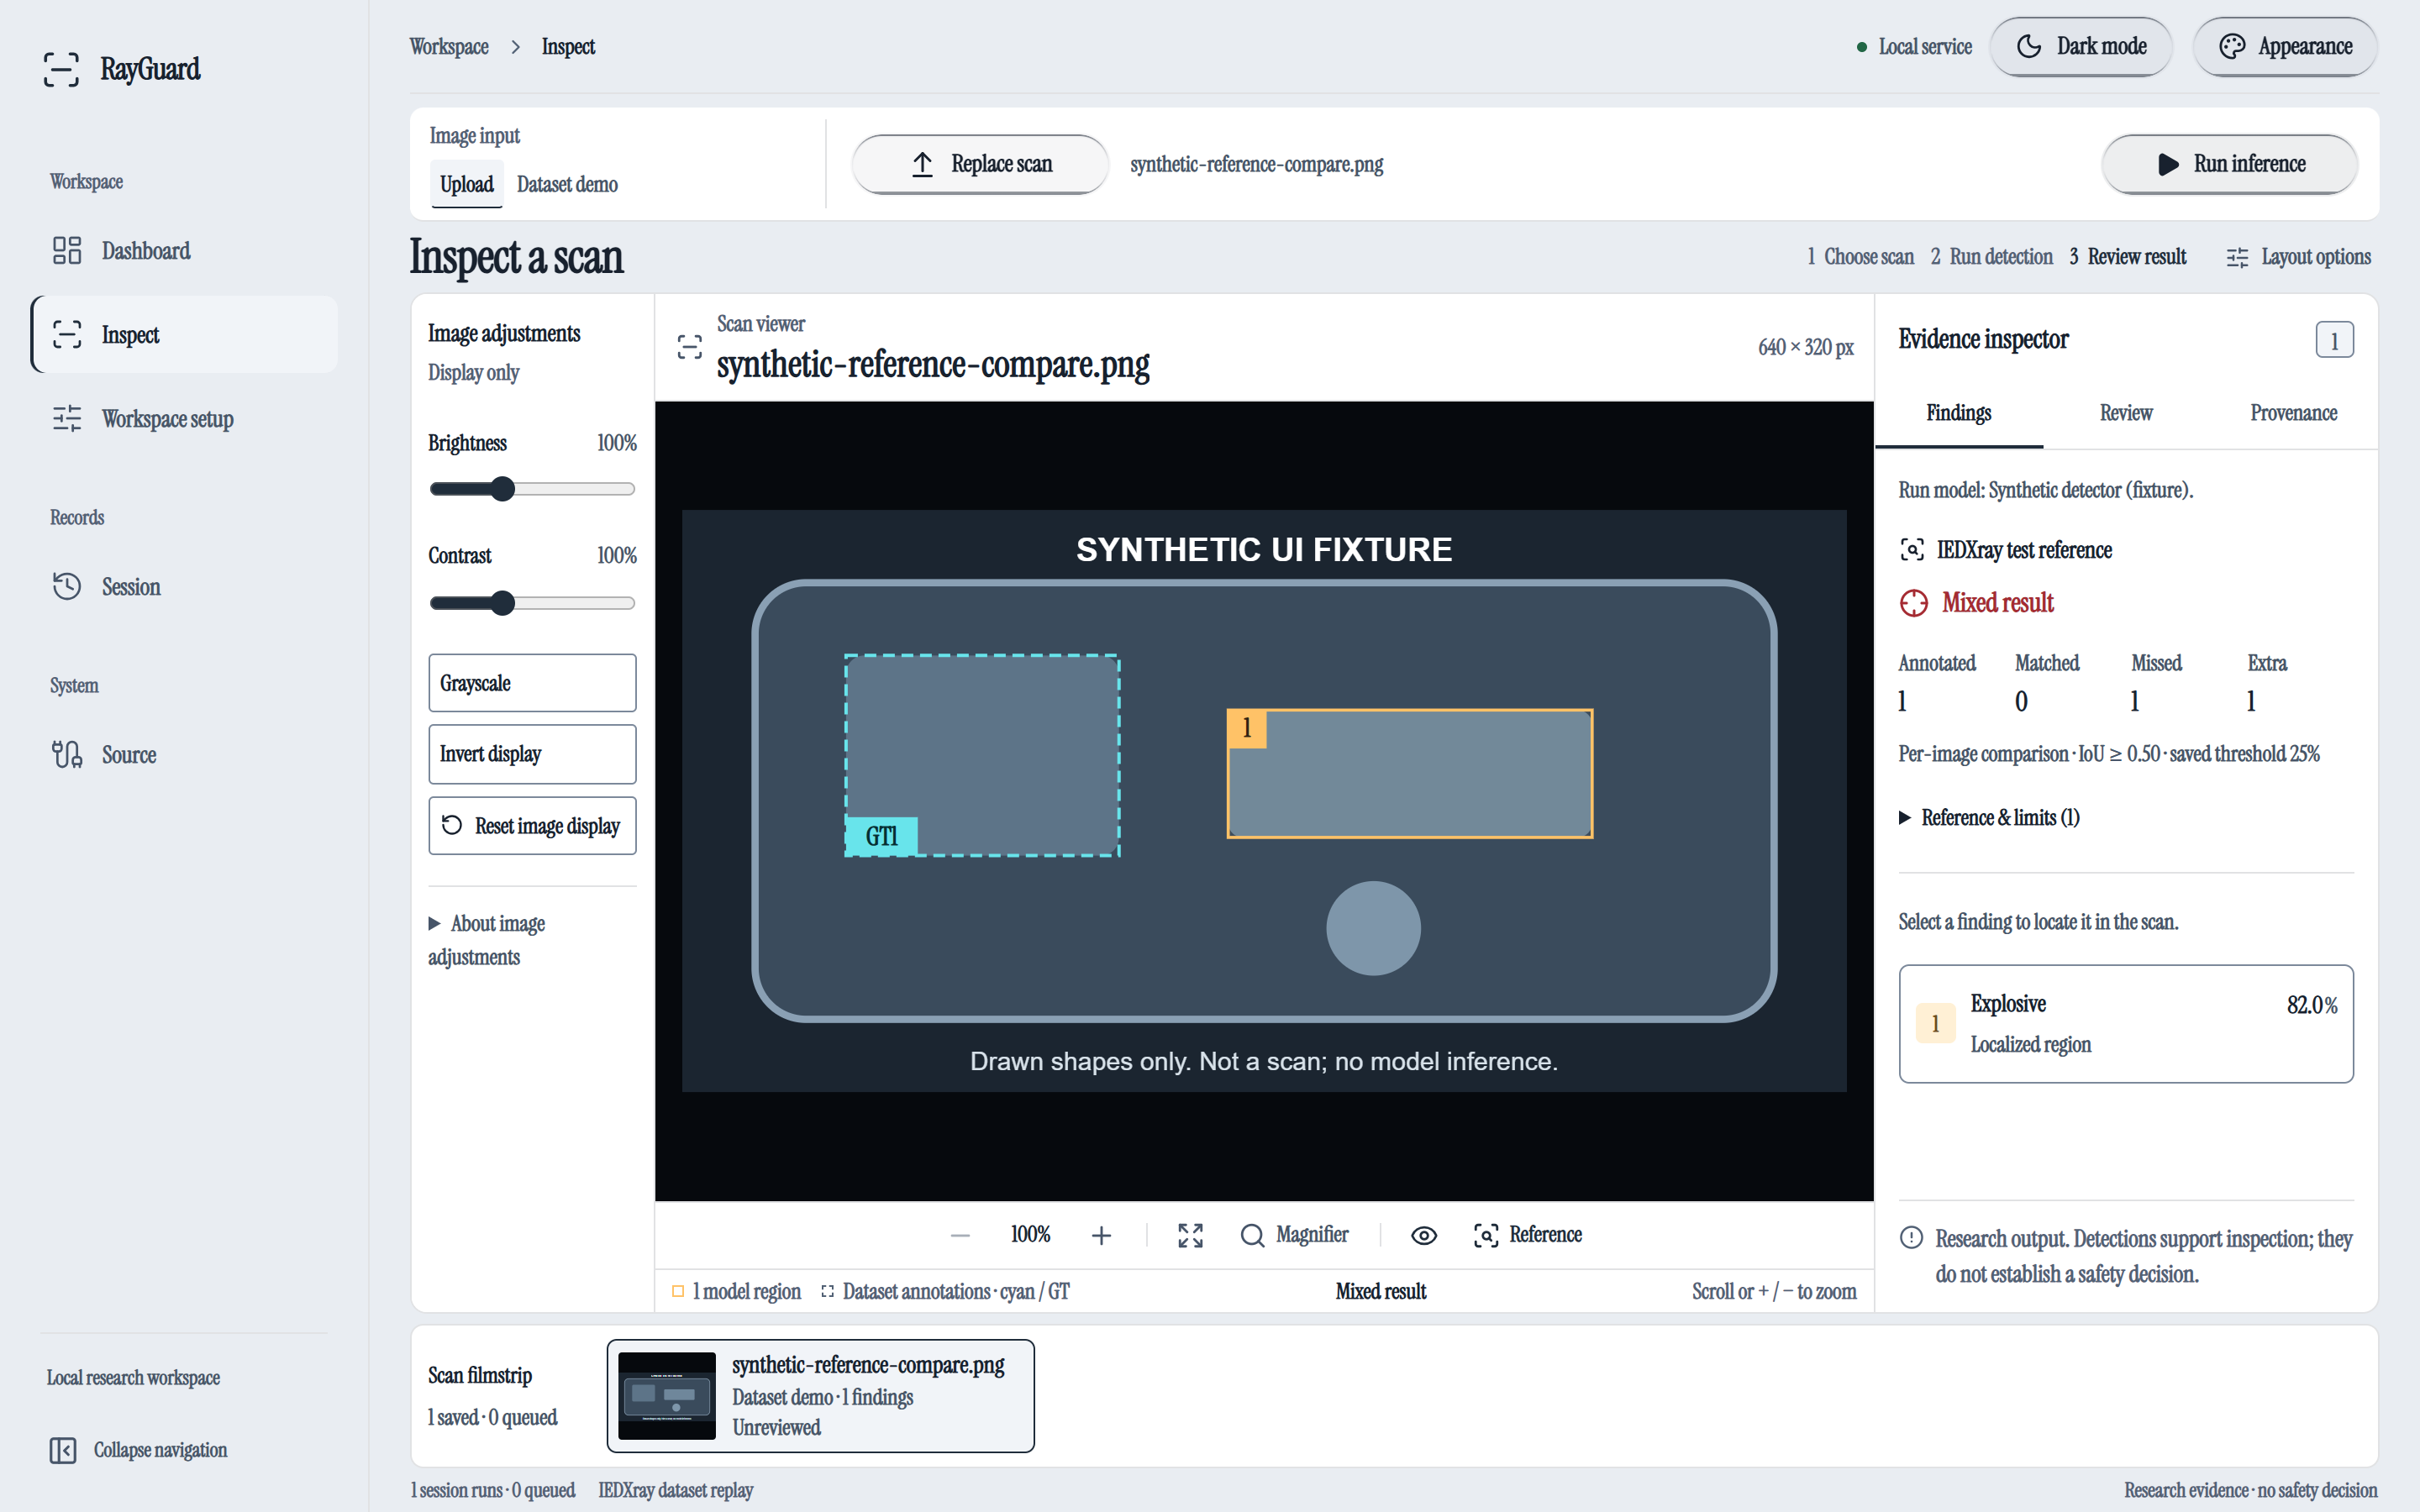 RayGuard
Workspace
Dashboard
Inspect
Workspace setup
Records
Session
System
Source
Local research workspace
Collapse navigation
Workspace > Inspect
Local service
Dark mode
Appearance
Image input
Upload
Dataset demo
Replace scan
synthetic-reference-compare.png
Run inference
Inspect a scan
1 Choose scan 2 Run detection 3 Review result
Layout options
Image adjustments
Display only
Brightness 100%
Contrast 100%
Grayscale
Invert display
Reset image display
About image
adjustments
Scan viewer
synthetic-reference-compare.png
640 × 320 px
SYNTHETIC UI FIXTURE
1
GT1
Drawn shapes only. Not a scan; no model inference.
100%
Magnifier
Reference
1 model region
Dataset annotations · cyan / GT
Mixed result
Scroll or + / − to zoom
Evidence inspector
1
Findings
Review
Provenance
Run model: Synthetic detector (fixture).
IEDXray test reference
Mixed result
Annotated Matched Missed Extra
1 0 1 1
Per-image comparison · IoU ≥ 0.50 · saved threshold 25%
Reference & limits (1)
Select a finding to locate it in the scan.
1
Explosive 82.0%
Localized region
Research output. Detections support inspection; they
do not establish a safety decision.
Scan filmstrip
1 saved · 0 queued
synthetic-reference-compare.png
Dataset demo · 1 findings
Unreviewed
1 session runs · 0 queued
IEDXray dataset replay
Research evidence · no safety decision